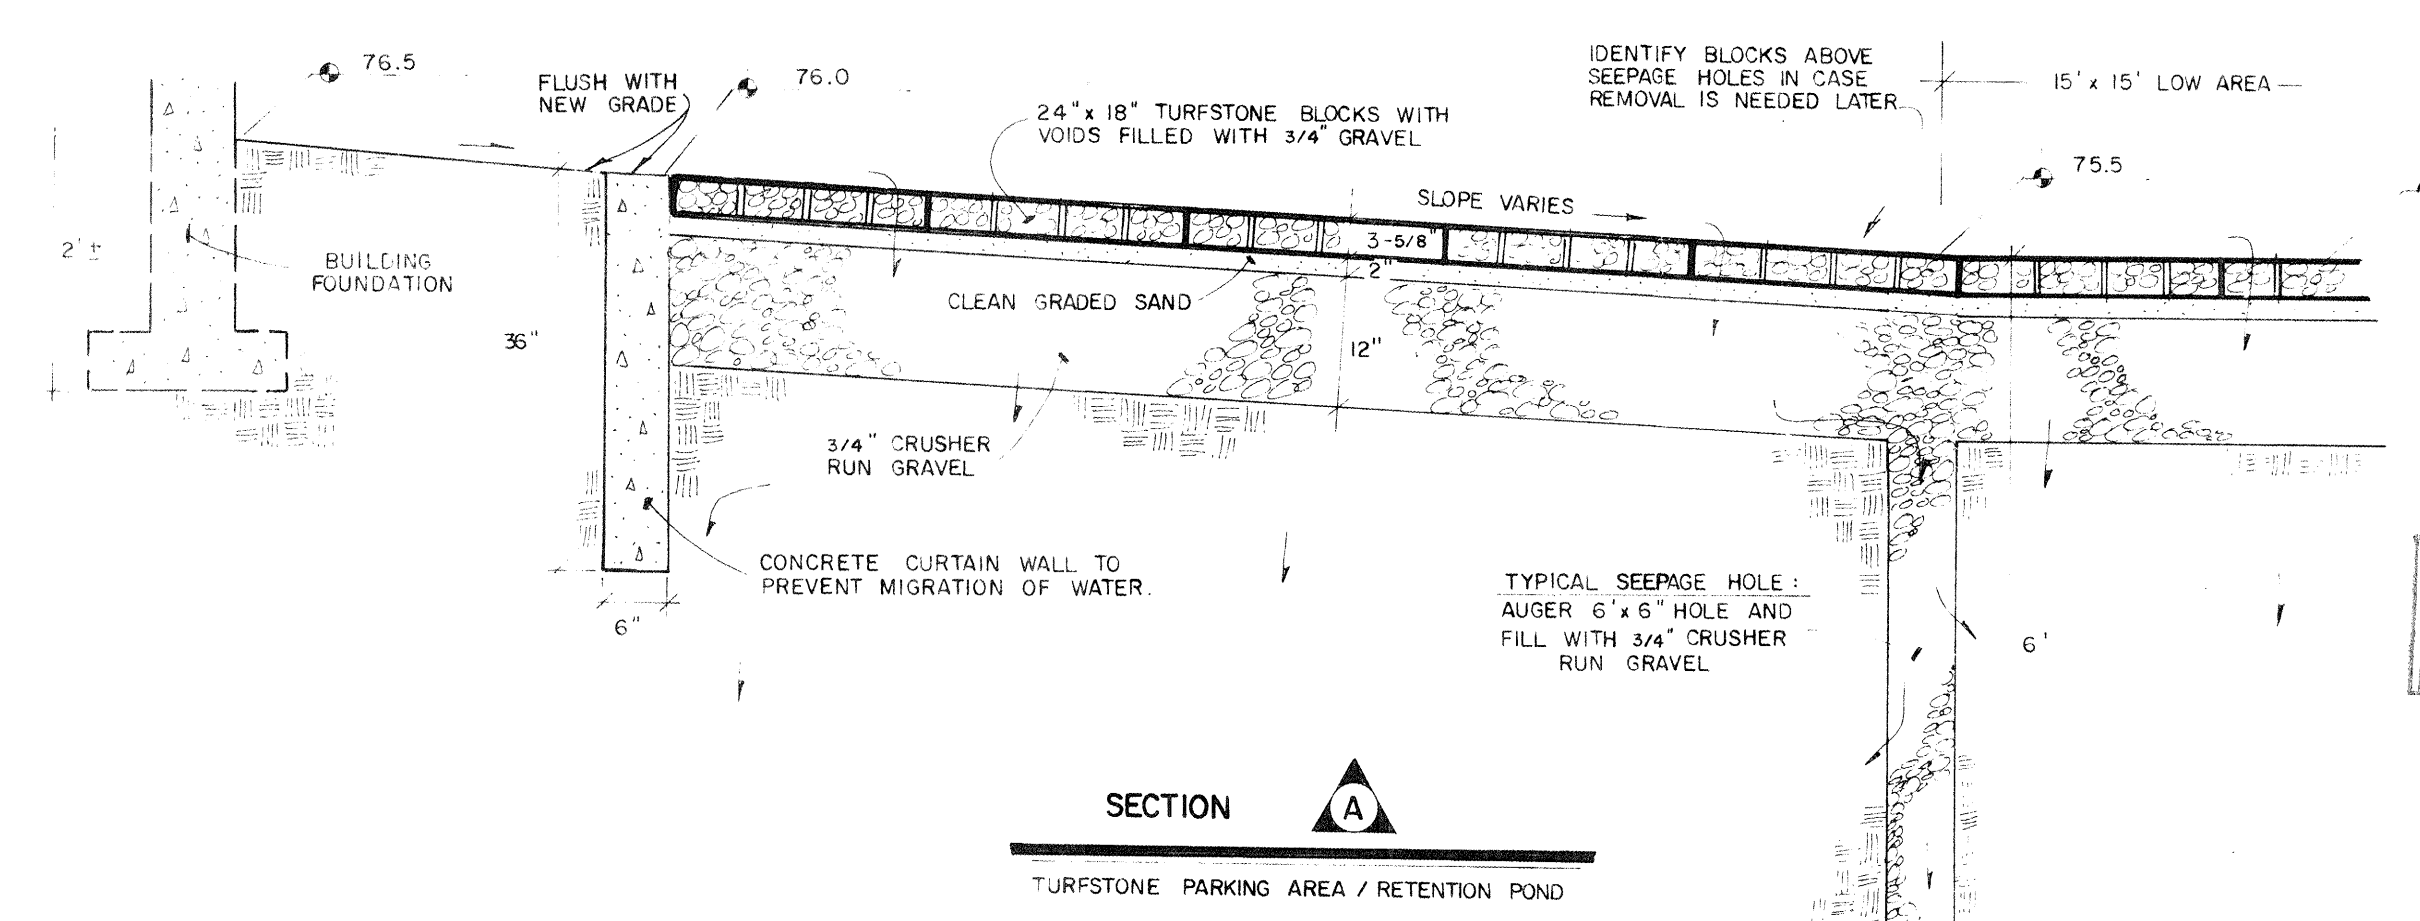 76.5
FLUSH WITH
NEW GRADE
76.0
24" x 18" TURFSTONE BLOCKS WITH
VOIDS FILLED WITH 3/4" GRAVEL
IDENTIFY BLOCKS ABOVE
SEEPAGE HOLES IN CASE
REMOVAL IS NEEDED LATER
15' x 15' LOW AREA
75.5
SLOPE VARIES
2' ±
BUILDING
FOUNDATION
3-5/8"
2"
CLEAN GRADED SAND
36"
12"
3/4" CRUSHER
RUN GRAVEL
CONCRETE CURTAIN WALL TO
PREVENT MIGRATION OF WATER.
6"
TYPICAL SEEPAGE HOLE :
AUGER 6' x 6" HOLE AND
FILL WITH 3/4" CRUSHER
RUN GRAVEL
6'
SECTION A
TURFSTONE PARKING AREA / RETENTION POND